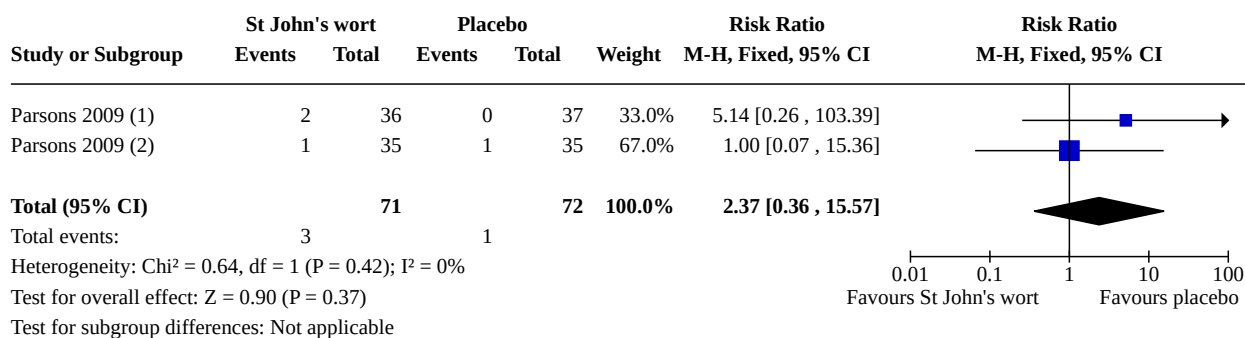 St John's wort Placebo Risk Ratio Risk Ratio
Study or Subgroup Events Total Events Total Weight M-H, Fixed, 95% CI M-H, Fixed, 95% CI
Parsons 2009 (1) 2 36 0 37 33.0% 5.14 [0.26 , 103.39]
Parsons 2009 (2) 1 35 1 35 67.0% 1.00 [0.07 , 15.36]
Total (95% CI) 71 72 100.0% 2.37 [0.36 , 15.57]
Total events: 3 1
Heterogeneity: Chi² = 0.64, df = 1 (P = 0.42); I² = 0%
0.01 0.1 1 10 100
Test for overall effect: Z = 0.90 (P = 0.37) Favours St John's wort Favours placebo
Test for subgroup differences: Not applicable